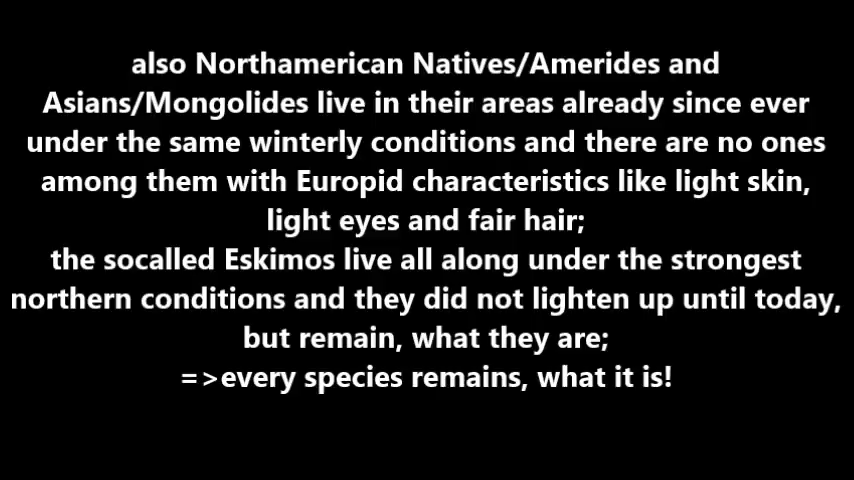 also Northamerican Natives/Amerides and
Asians/Mongolides live in their areas already since ever
under the same winterly conditions and there are no ones
among them with Europid characteristics like light skin,
light eyes and fair hair;
the socalled Eskimos live all along under the strongest
northern conditions and they did not lighten up until today,
but remain, what they are;
=>every species remains, what it is!